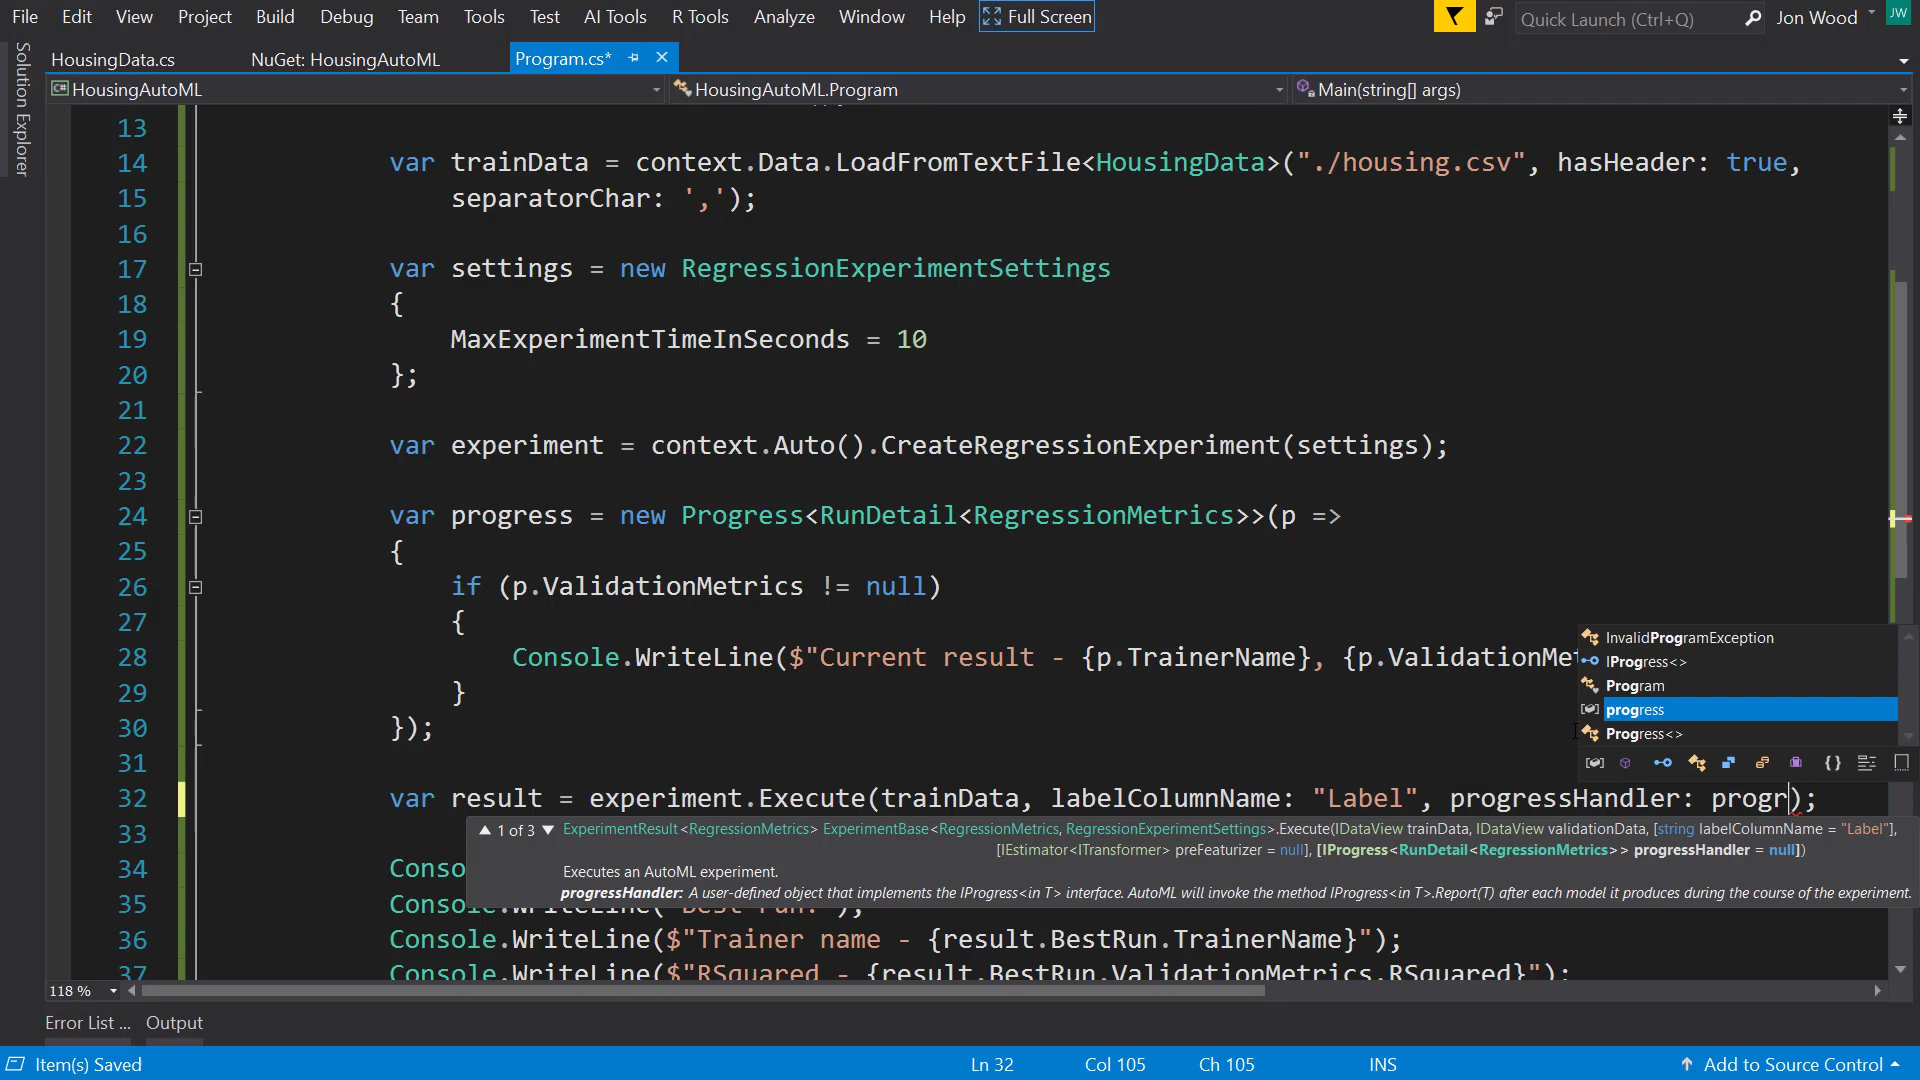 File Edit View Project Build Debug Team Tools Test AI Tools R Tools Analyze Window Help Full Screen Quick Launch (Ctrl+Q) Jon Wood JW
Solution Explorer
HousingData.cs NuGet: HousingAutoML Program.cs*
HousingAutoML HousingAutoML.Program Main(string[] args)
13
14 var trainData = context.Data.LoadFromTextFile<HousingData>("./housing.csv", hasHeader: true,
15 separatorChar: ',');
16
17 var settings = new RegressionExperimentSettings
18 {
19 MaxExperimentTimeInSeconds = 10
20 };
21
22 var experiment = context.Auto().CreateRegressionExperiment(settings);
23
24 var progress = new Progress<RunDetail<RegressionMetrics>>(p =>
25 {
26 if (p.ValidationMetrics != null)
27 {
28 Console.WriteLine($"Current result - {p.TrainerName}, {p.ValidationMet
29 }
30 });
31
InvalidProgramException
IProgress<>
Program
progress
Progress<>
32 var result = experiment.Execute(trainData, labelColumnName: "Label", progressHandler: progr);
33
1 of 3 ExperimentResult<RegressionMetrics> ExperimentBase<RegressionMetrics, RegressionExperimentSettings>.Execute(IDataView trainData, IDataView validationData, [string labelColumnName = "Label"],
[IEstimator<ITransformer> preFeaturizer = null], [IProgress<RunDetail<RegressionMetrics>> progressHandler = null])
Executes an AutoML experiment.
progressHandler: A user-defined object that implements the IProgress<in T> interface. AutoML will invoke the method IProgress<in T>.Report(T) after each model it produces during the course of the experiment.
34 Conso
35 Console.WriteLine("Best run:");
36 Console.WriteLine($"Trainer name - {result.BestRun.TrainerName}");
37 Console.WriteLine($"RSquared - {result.BestRun.ValidationMetrics.RSquared}");
118 %
Error List ... Output
Item(s) Saved Ln 32 Col 105 Ch 105 INS Add to Source Control